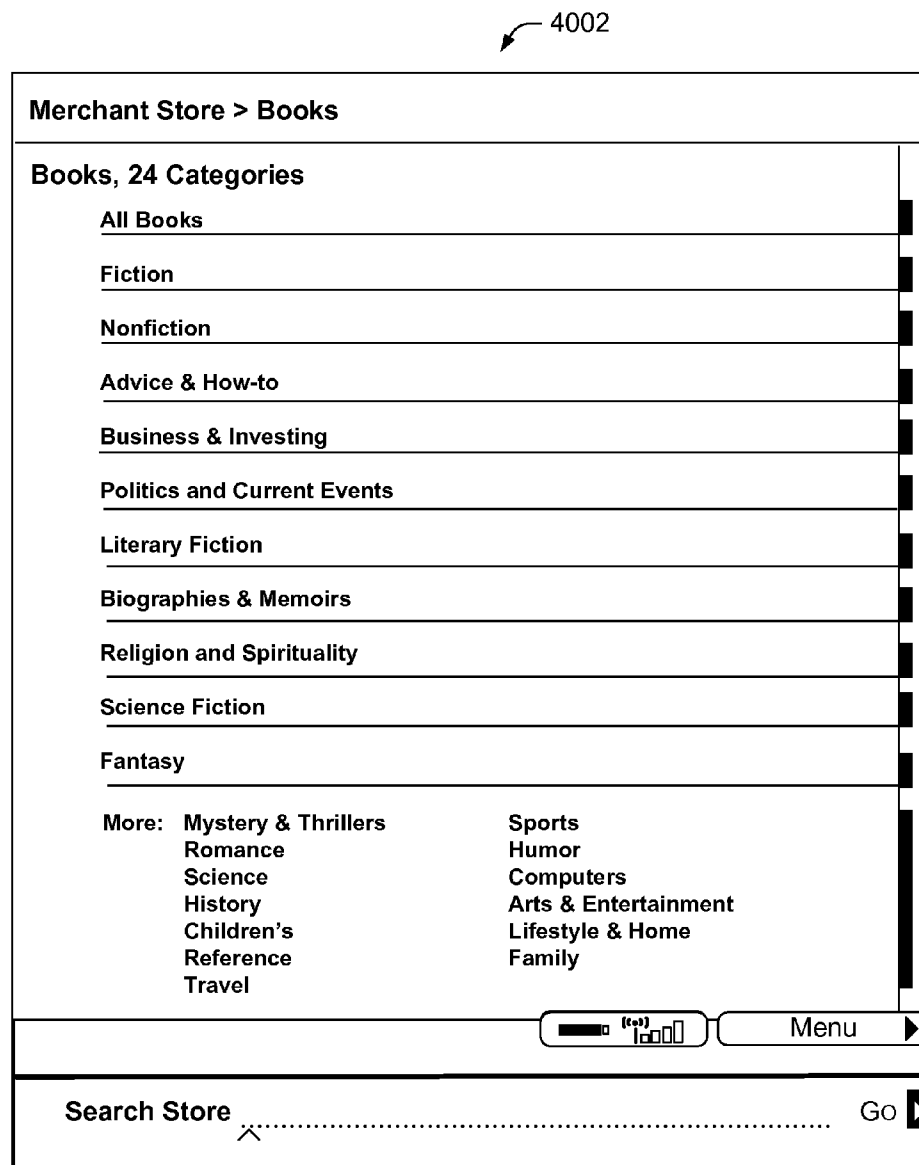 4002
Merchant Store > Books
Books, 24 Categories
All Books
Fiction
Nonfiction
Advice & How-to
Business & Investing
Politics and Current Events
Literary Fiction
Biographies & Memoirs
Religion and Spirituality
Science Fiction
Fantasy
More: Mystery & Thrillers Sports
Romance Humor
Science Computers
History Arts & Entertainment
Children's Lifestyle & Home
Reference Family
Travel
Menu
Search Store Go